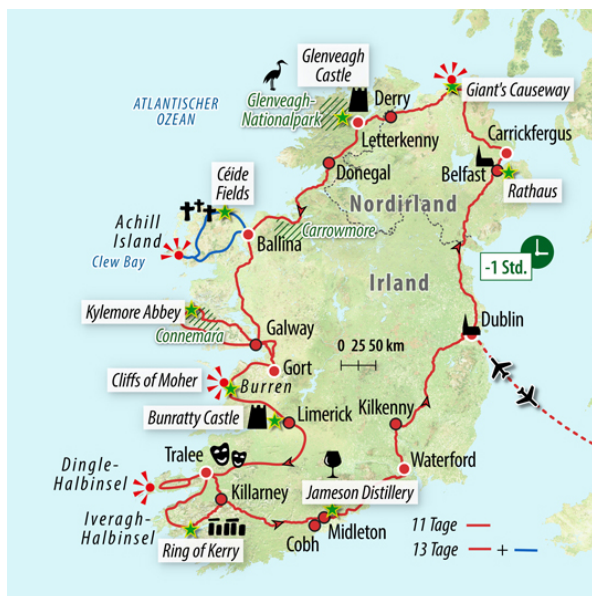 Glenveagh
Castle
ATLANTISCHER
OZEAN
Glenveagh-
Nationalpark
Derry
Giant's Causeway
Letterkenny
Carrickfergus
Donegal
Belfast
Rathaus
Céide
Fields
Nordirland
Achill
Island
Clew Bay
Ballina
Carrowmore
-1 Std.
Irland
Kylemore Abbey
Connemara
Galway
Dublin
0 25 50 km
Gort
Cliffs of Moher
Burren
Bunratty Castle
Limerick
Kilkenny
Tralee
Waterford
Dingle-
Halbinsel
Killarney
Jameson Distillery
Iveragh-
Halbinsel
Ring of Kerry
Midleton
Cobh
11 Tage
13 Tage +